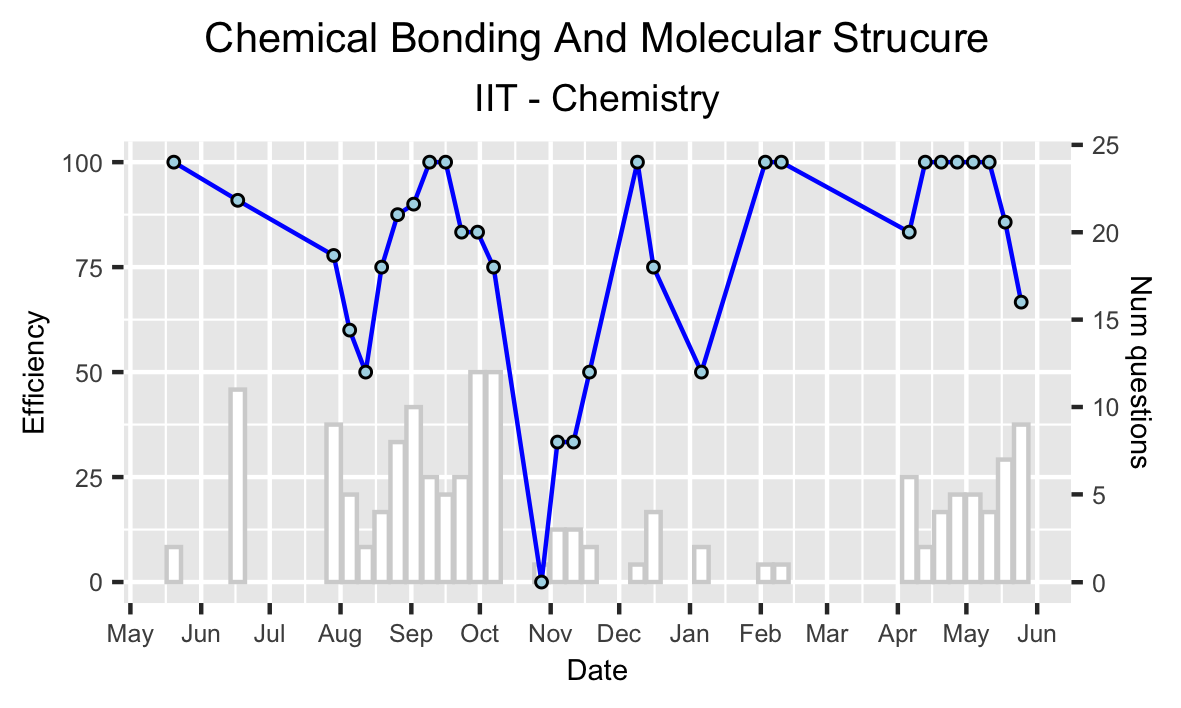 Chemical Bonding And Molecular Strucure
IIT - Chemistry
Efficiency
100
75
50
25
0
25
20
15
10
5
0
Num questions
May Jun Jul Aug Sep Oct Nov Dec Jan Feb Mar Apr May Jun
Date